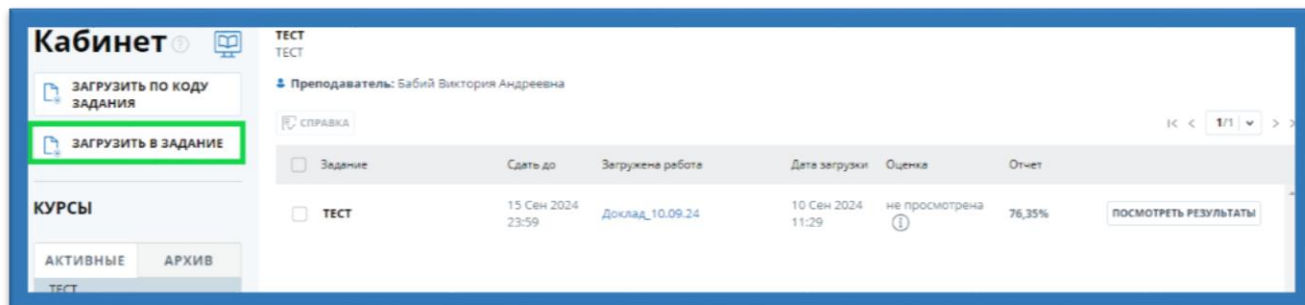 Кабинет
ЗАГРУЗИТЬ ПО КОДУ
ЗАДАНИЯ
ЗАГРУЗИТЬ В ЗАДАНИЕ
КУРСЫ
АКТИВНЫЕ АРХИВ
ТЕСТ
ТЕСТ
ТЕСТ
Преподаватель: Бабий Виктория Андреевна
СПРАВКА
1/1
Задание Сдать до Загружена работа Дата загрузки Оценка Отчет
ТЕСТ 15 Сен 2024 Доклад_10.09.24 10 Сен 2024 не просмотрена 76,35% ПОСМОТРЕТЬ РЕЗУЛЬТАТЫ
23:59 11:29